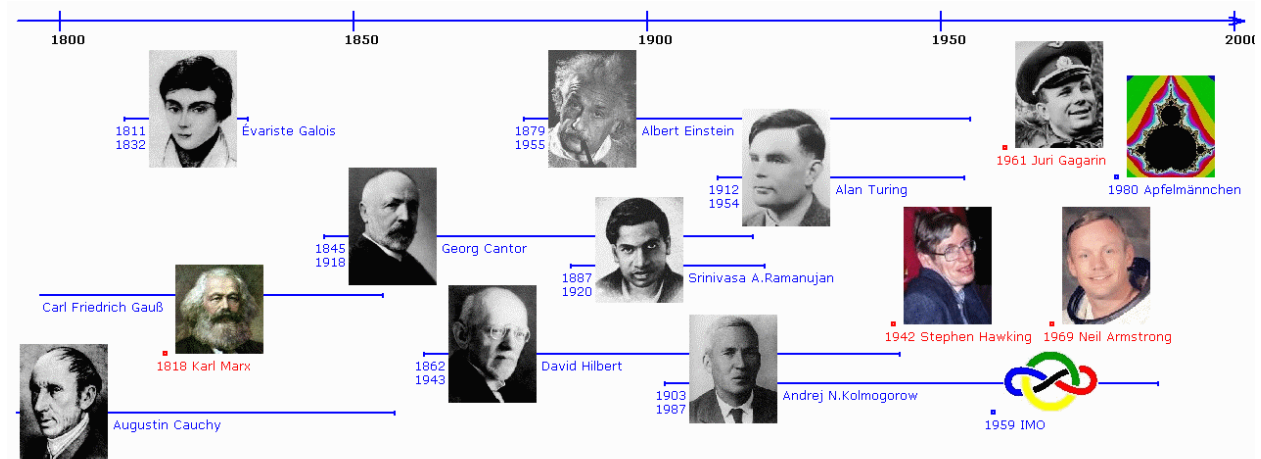 1800
1850
1900
1950
2000
1811
1832
Évariste Galois
1879
1955
Albert Einstein
1961 Juri Gagarin
1980 Apfelmännchen
1912
1954
Alan Turing
1845
1918
Georg Cantor
1887
1920
Srinivasa A.Ramanujan
Carl Friedrich Gauß
1818 Karl Marx
1942 Stephen Hawking
1969 Neil Armstrong
1862
1943
David Hilbert
1903
1987
Andrej N.Kolmogorow
Augustin Cauchy
1959 IMO